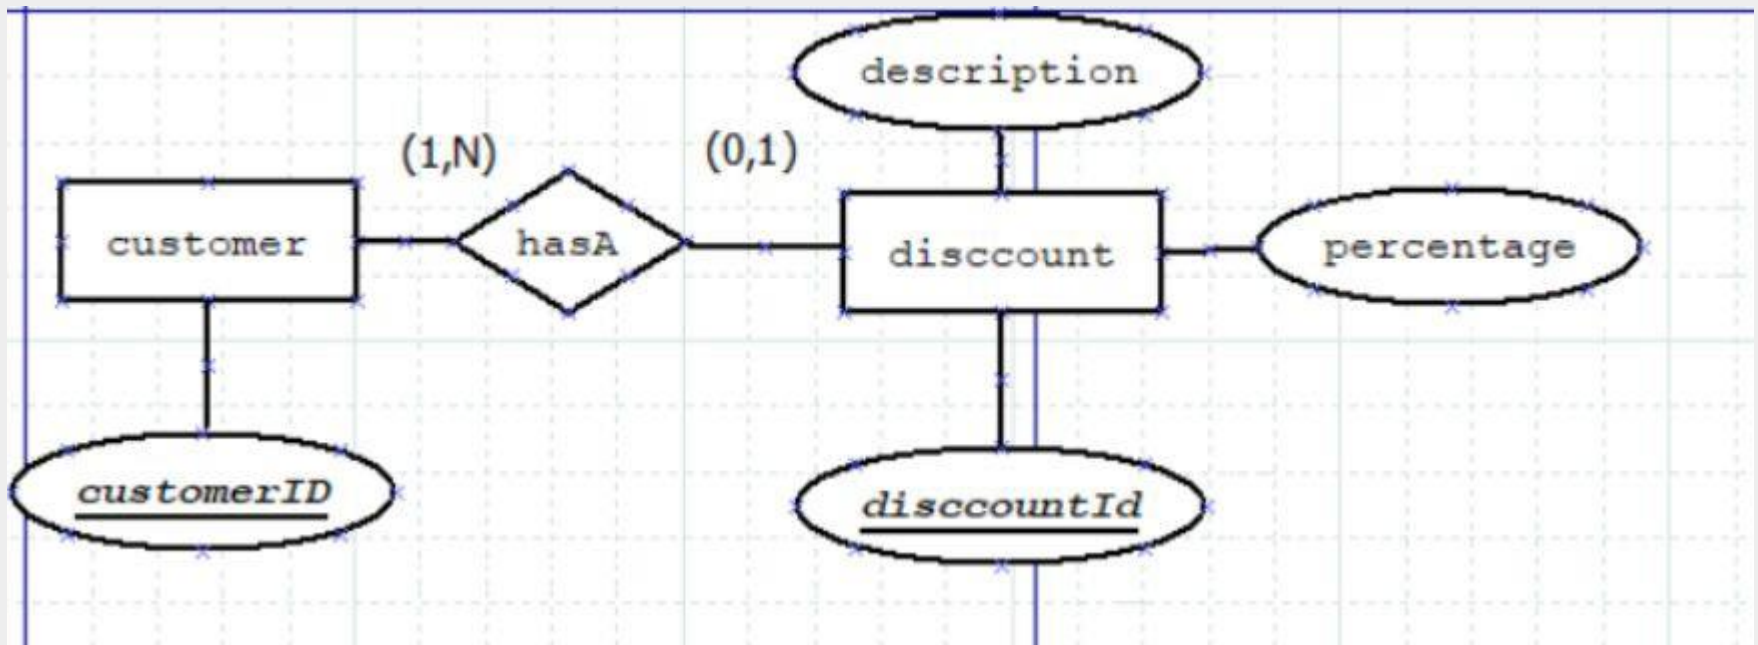 description
(1,N)
(0,1)
customer
hasA
disccount
percentage
customerID
disccountId